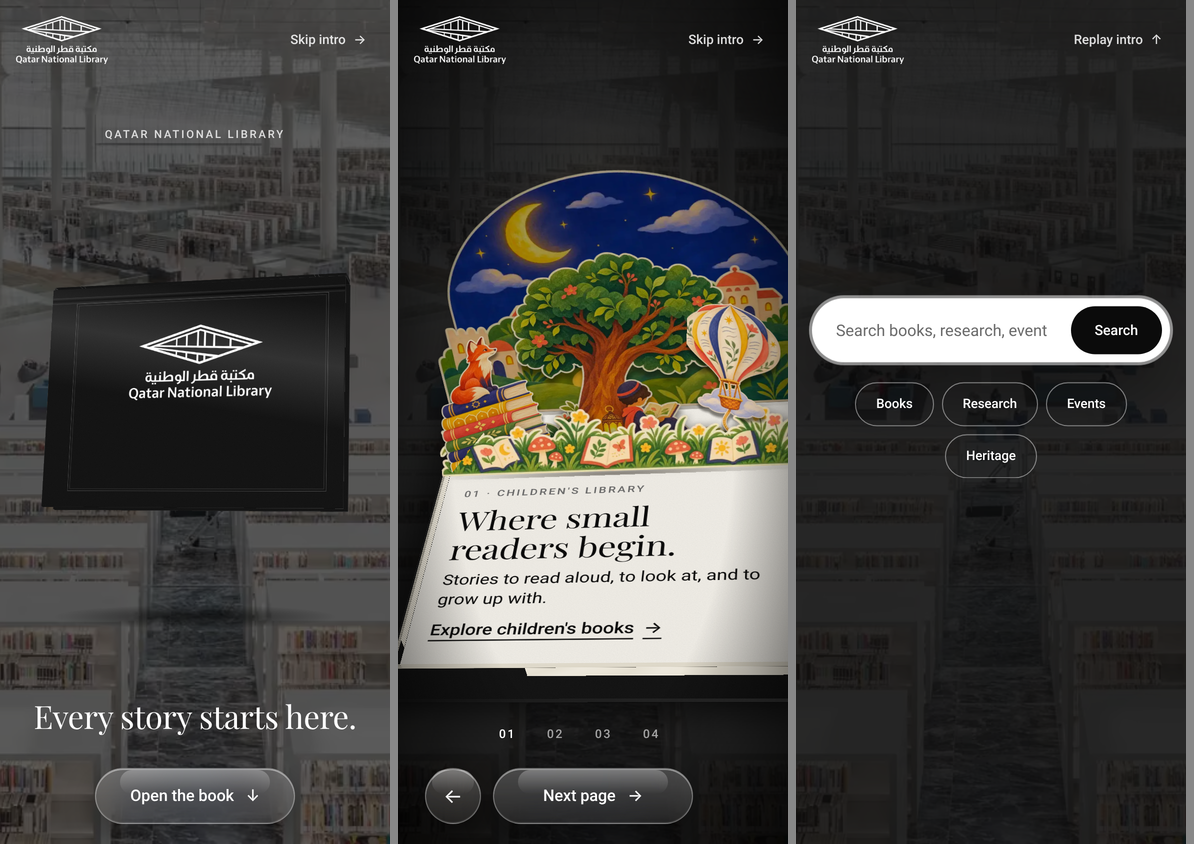 مكتبة قطر الوطنية
Qatar National Library
Skip intro →
QATAR NATIONAL LIBRARY
مكتبة قطر الوطنية
Qatar National Library
Every story starts here.
Open the book ↓
مكتبة قطر الوطنية
Qatar National Library
Skip intro →
01 · CHILDREN'S LIBRARY
Where small
readers begin.
Stories to read aloud, to look at, and to
grow up with.
Explore children's books →
01 02 03 04
←
Next page →
مكتبة قطر الوطنية
Qatar National Library
Replay intro ↑
Search books, research, event
Search
Books Research Events
Heritage